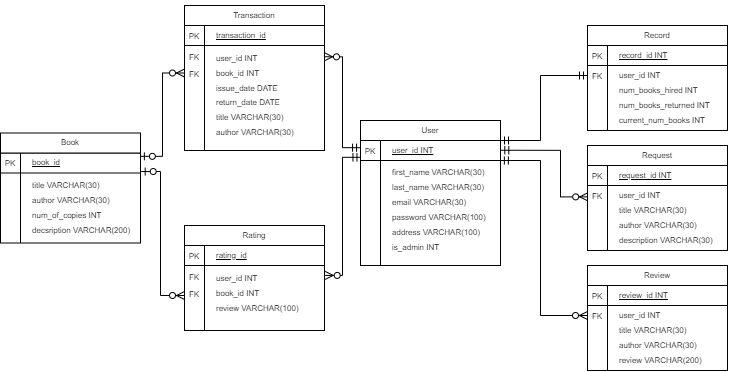 Transaction
PK transaction_id
FK user_id INT
FK book_id INT
issue_date DATE
return_date DATE
title VARCHAR(30)
author VARCHAR(30)
Book
PK book_id
title VARCHAR(30)
author VARCHAR(30)
num_of_copies INT
decsription VARCHAR(200)
Rating
PK rating_id
FK user_id INT
FK book_id INT
review VARCHAR(100)
User
PK user_id INT
first_name VARCHAR(30)
last_name VARCHAR(30)
email VARCHAR(30)
password VARCHAR(100)
address VARCHAR(100)
is_admin INT
Record
PK record_id INT
FK user_id INT
num_books_hired INT
num_books_returned INT
current_num_books INT
Request
PK request_id INT
FK user_id INT
title VARCHAR(30)
author VARCHAR(30)
description VARCHAR(30)
Review
PK review_id INT
FK user_id INT
title VARCHAR(30)
author VARCHAR(30)
review VARCHAR(200)